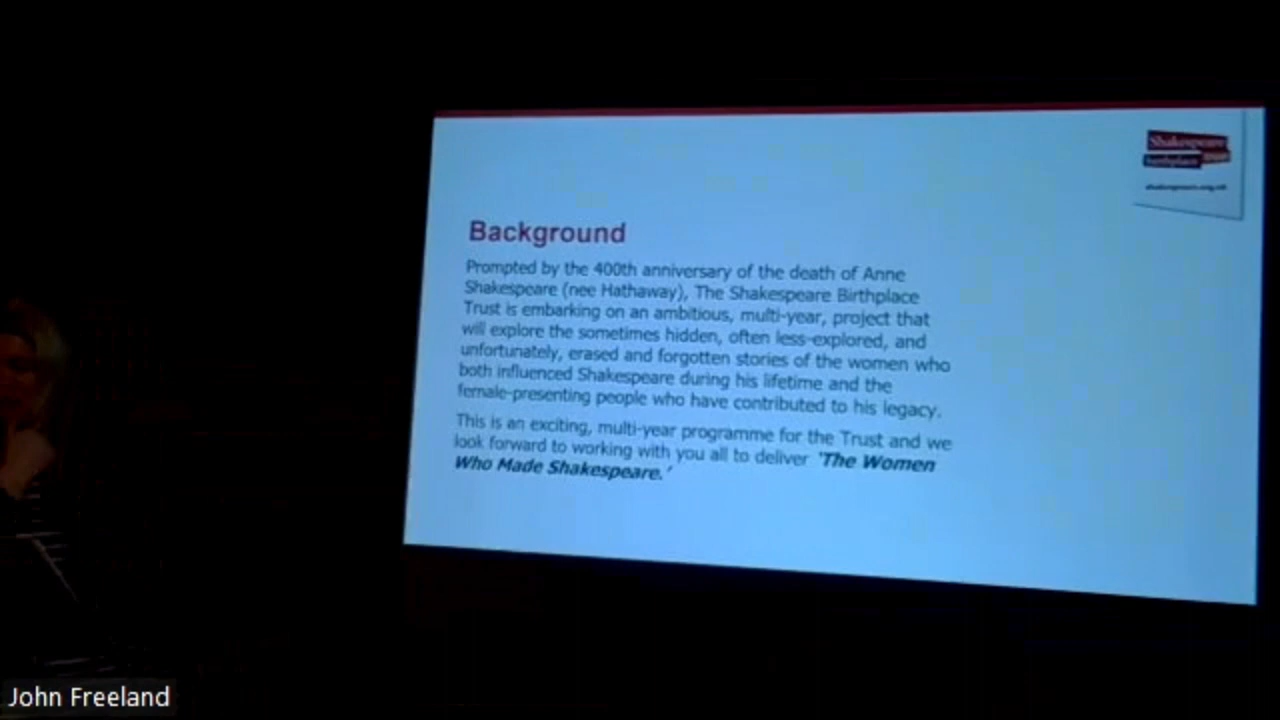 Shakespeare
birthplace trust
shakespeare.org.uk
Background
Prompted by the 400th anniversary of the death of Anne
Shakespeare (nee Hathaway), The Shakespeare Birthplace
Trust is embarking on an ambitious, multi-year, project that
will explore the sometimes hidden, often less-explored, and
unfortunately, erased and forgotten stories of the women who
both influenced Shakespeare during his lifetime and the
female-presenting people who have contributed to his legacy.
This is an exciting, multi-year programme for the Trust and we
look forward to working with you all to deliver 'The Women
Who Made Shakespeare.'
John Freeland